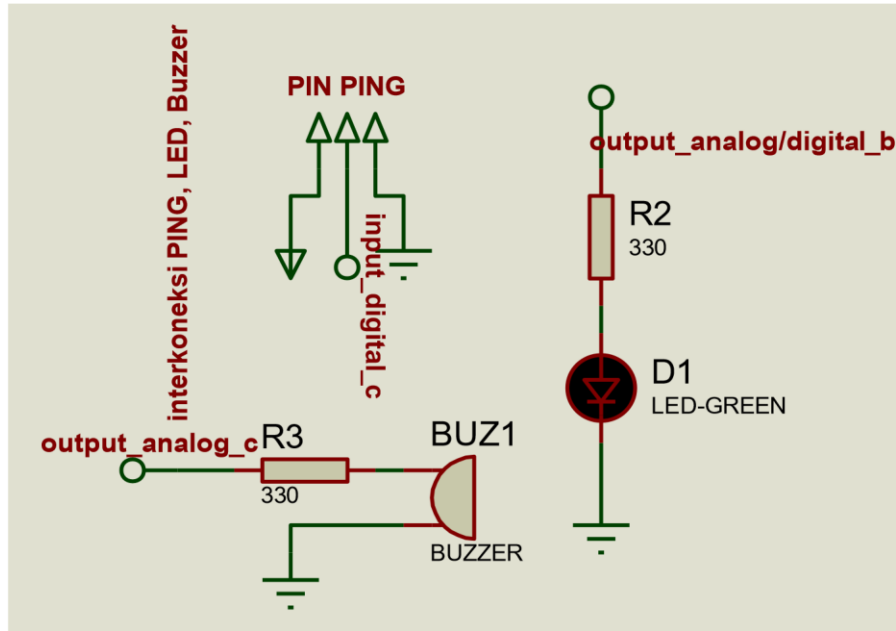 interkoneksi PING, LED, Buzzer
PIN PING
input_digital_c
output_analog/digital_b
R2
330
D1
LED-GREEN
output_analog_c
R3
330
BUZ1
BUZZER